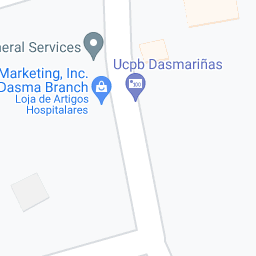 neral Services
Ucpb Dasmariñas
Marketing, Inc.
Dasma Branch
Loja de Artigos
Hospitalares